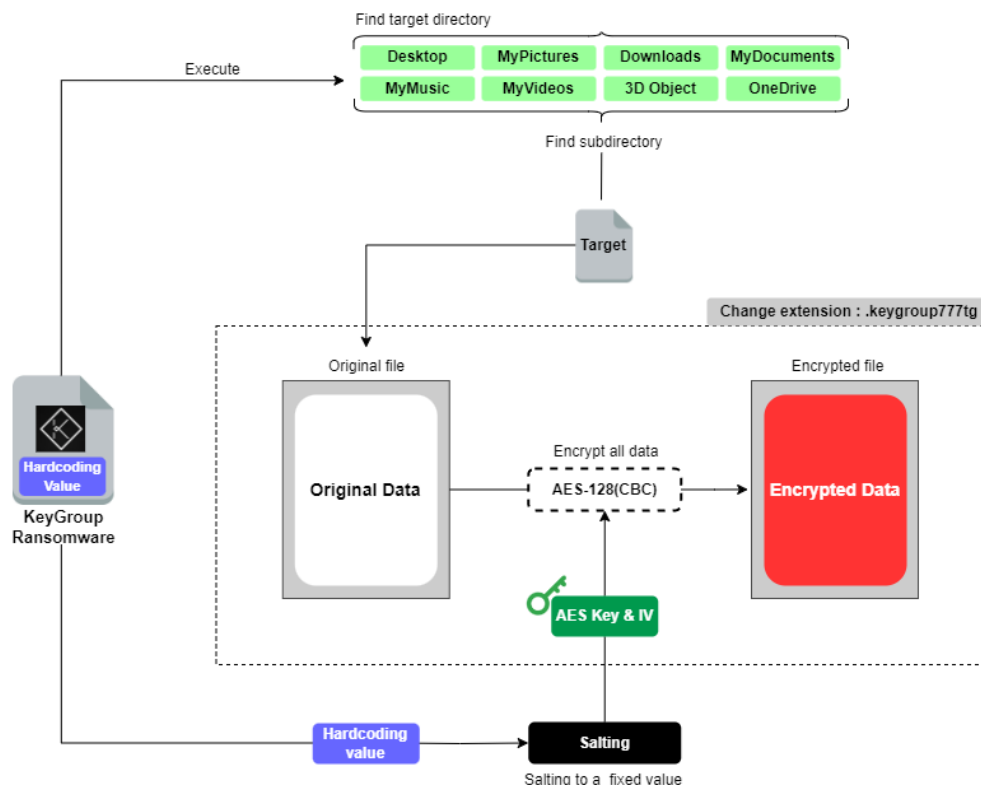 Find target directory
Desktop MyPictures Downloads MyDocuments
Execute
MyMusic MyVideos 3D Object OneDrive
Find subdirectory
Target
Change extension : .keygroup777tg
Original file Encrypted file
Hardcoding
Value
KeyGroup
Ransomware
Encrypt all data
Original Data AES-128(CBC) Encrypted Data
AES Key & IV
Hardcoding
value
Salting
Salting to a fixed value